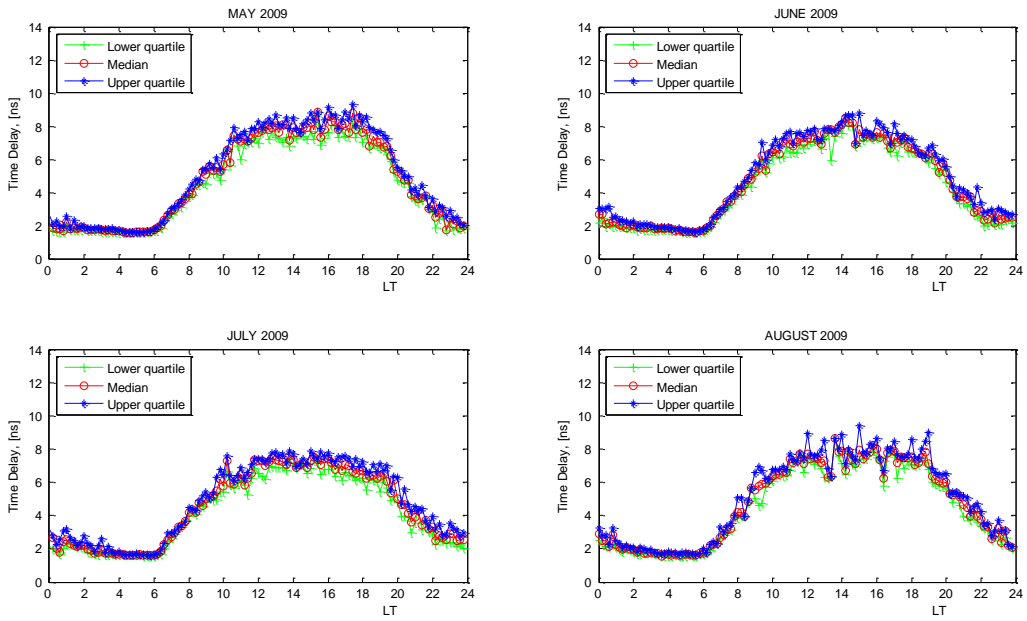 MAY 2009
14
12
10
8
6
4
2
0
Time Delay, [ns]
Lower quartile
Median
Upper quartile
0 2 4 6 8 10 12 14 16 18 20 22 24
LT
JUNE 2009
14
12
10
8
6
4
2
0
Time Delay, [ns]
Lower quartile
Median
Upper quartile
0 2 4 6 8 10 12 14 16 18 20 22 24
LT
JULY 2009
14
12
10
8
6
4
2
0
Time Delay, [ns]
Lower quartile
Median
Upper quartile
0 2 4 6 8 10 12 14 16 18 20 22 24
LT
AUGUST 2009
14
12
10
8
6
4
2
0
Time Delay, [ns]
Lower quartile
Median
Upper quartile
0 2 4 6 8 10 12 14 16 18 20 22 24
LT